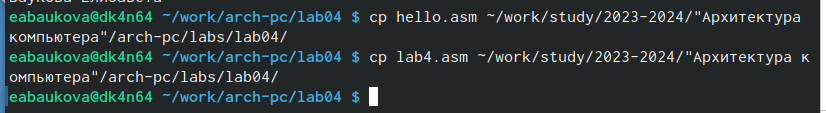 eabaukova@dk4n64 ~/work/arch-pc/lab04 $ cp hello.asm ~/work/study/2023-2024/"Архитектура
компьютера"/arch-pc/labs/lab04/
eabaukova@dk4n64 ~/work/arch-pc/lab04 $ cp lab4.asm ~/work/study/2023-2024/"Архитектура к
омпьютера"/arch-pc/labs/lab04/
eabaukova@dk4n64 ~/work/arch-pc/lab04 $